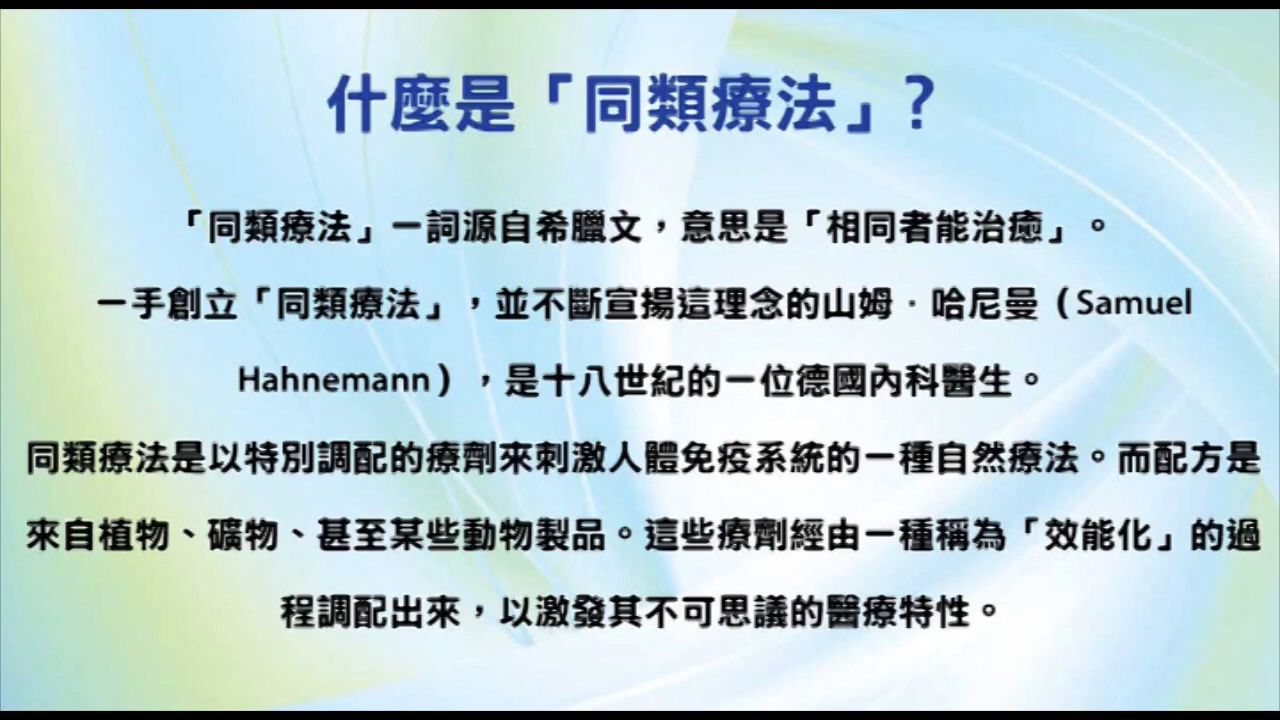 什麼是「同類療法」?
「同類療法」一詞源自希臘文，意思是「相同者能治癒」。
一手創立「同類療法」，並不斷宣揚這理念的山姆．哈尼曼（Samuel
Hahnemann），是十八世紀的一位德國內科醫生。
同類療法是以特別調配的療劑來刺激人體免疫系統的一種自然療法。而配方是
來自植物、礦物、甚至某些動物製品。這些療劑經由一種稱為「效能化」的過
程調配出來，以激發其不可思議的醫療特性。